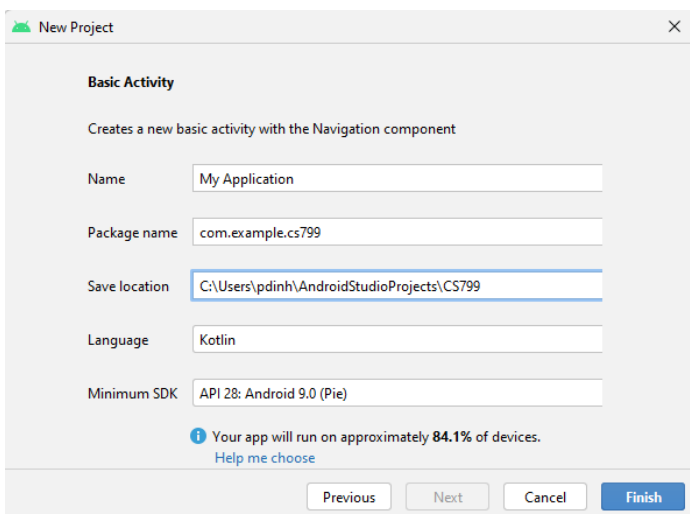 New Project
Basic Activity
Creates a new basic activity with the Navigation component
Name My Application
Package name com.example.cs799
Save location C:\Users\pdinh\AndroidStudioProjects\CS799
Language Kotlin
Minimum SDK API 28: Android 9.0 (Pie)
Your app will run on approximately 84.1% of devices.
Help me choose
Previous Next Cancel Finish